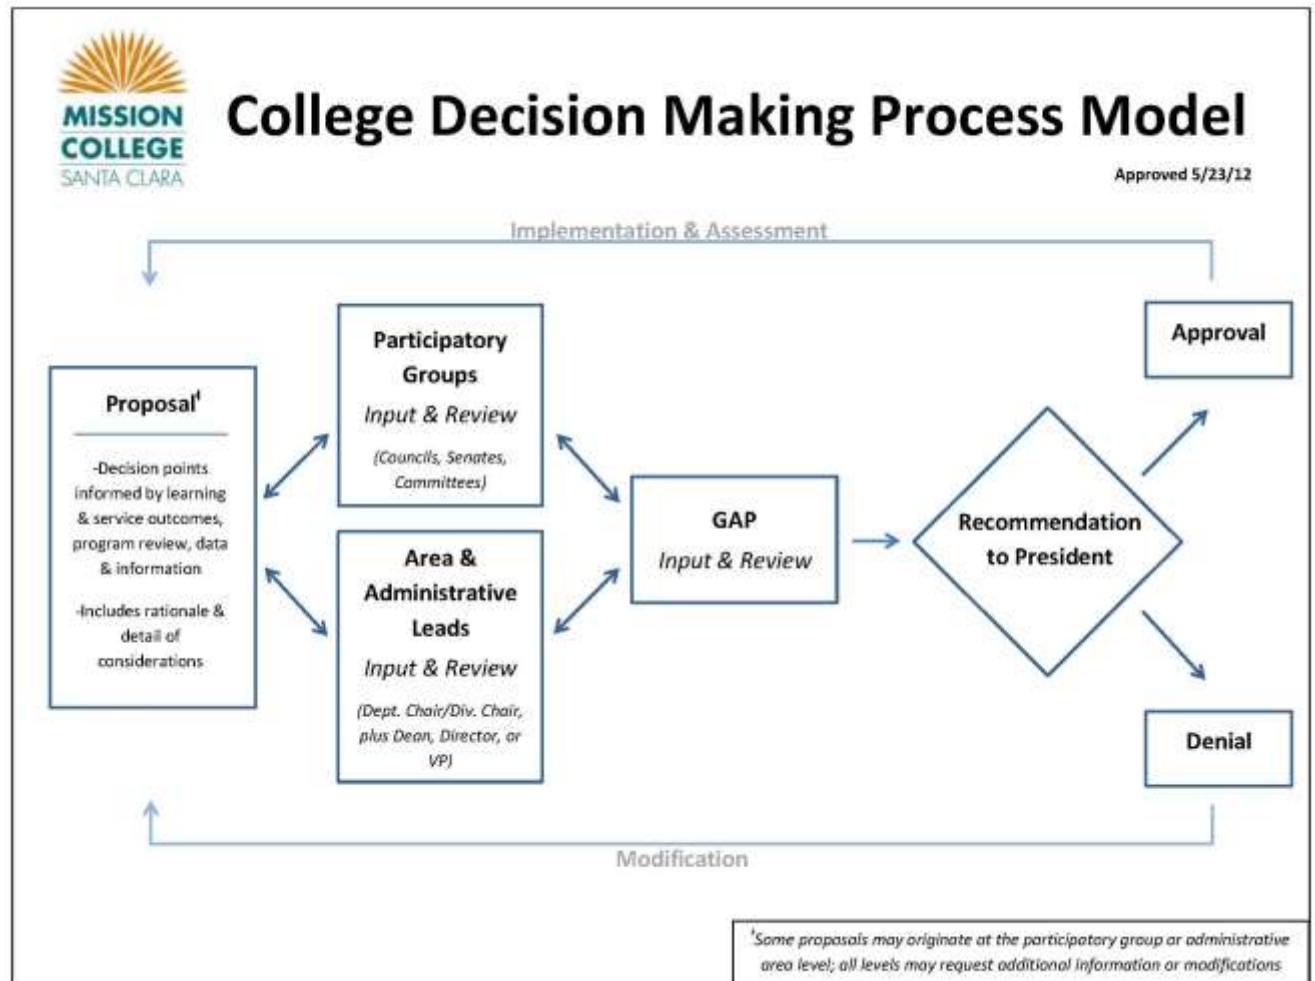 MISSION
COLLEGE
SANTA CLARA
College Decision Making Process Model
Approved 5/23/12
Implementation & Assessment
Proposalǂ
-Decision points
informed by learning
& service outcomes,
program review, data
& information
-Includes rationale &
detail of
considerations
Participatory
Groups
Input & Review
(Councils, Senates,
Committees)
Area &
Administrative
Leads
Input & Review
(Dept. Chair/Div. Chair,
plus Dean, Director, or
VP)
GAP
Input & Review
Recommendation
to President
Approval
Denial
Modification
ǂSome proposals may originate at the participatory group or administrative
area level; all levels may request additional information or modifications